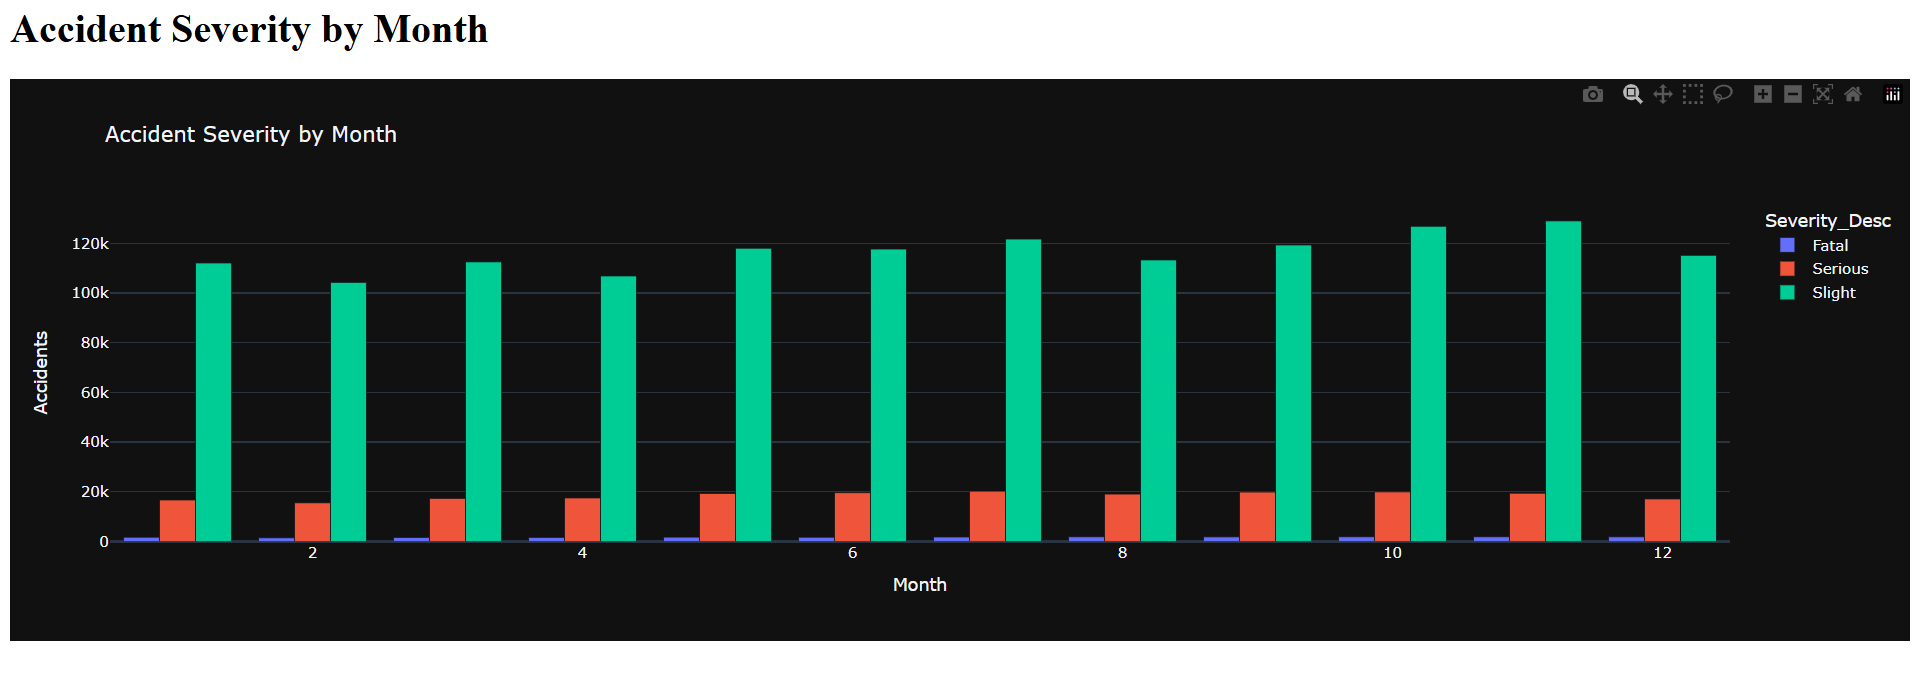 Accident Severity by Month
Accident Severity by Month
Severity_Desc
Fatal
Serious
Slight
120k
100k
80k
60k
40k
20k
0
Accidents
2 4 6 8 10 12
Month